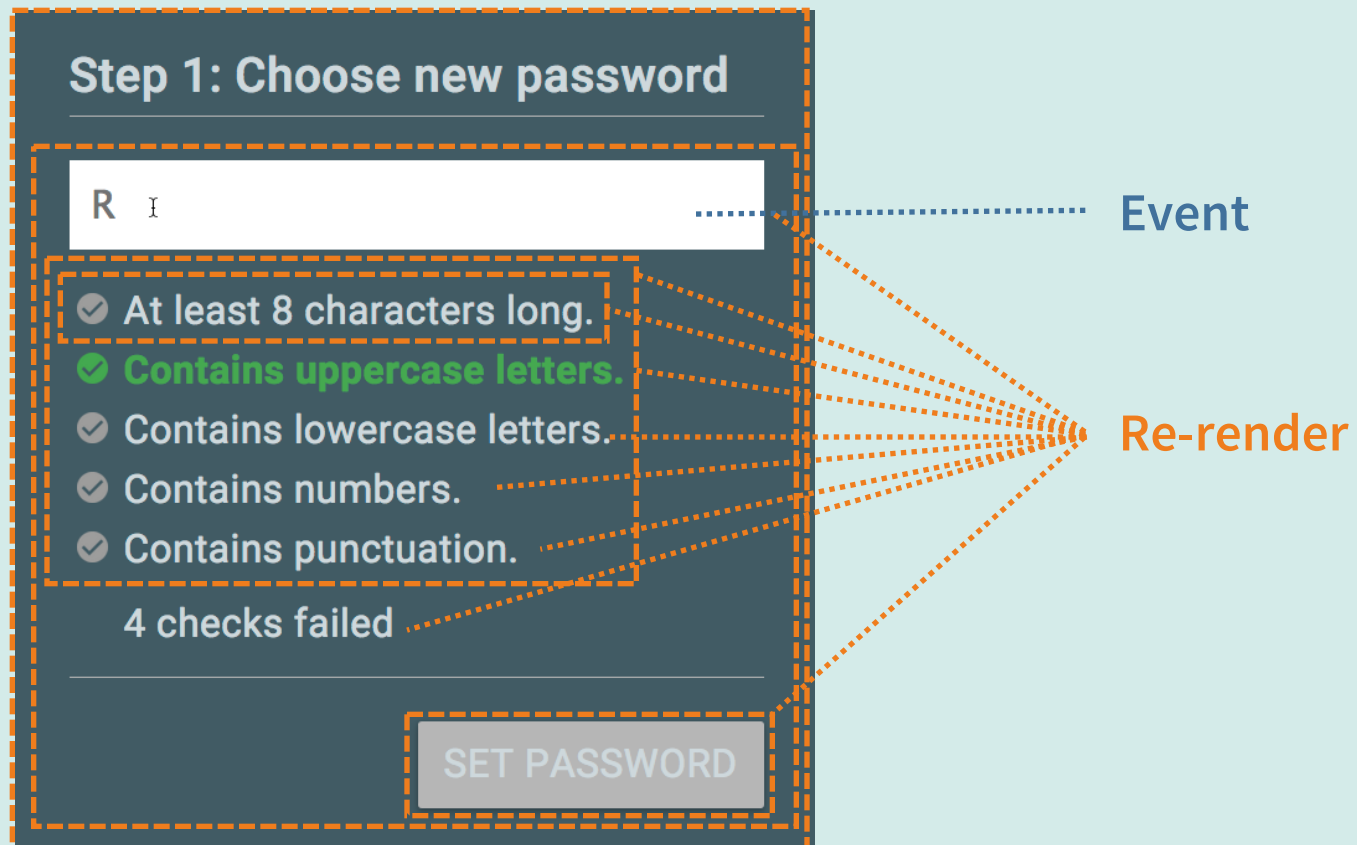 Step 1: Choose new password
R
Event
At least 8 characters long.
Contains uppercase letters.
Contains lowercase letters.
Re-render
Contains numbers.
Contains punctuation.
4 checks failed
SET PASSWORD